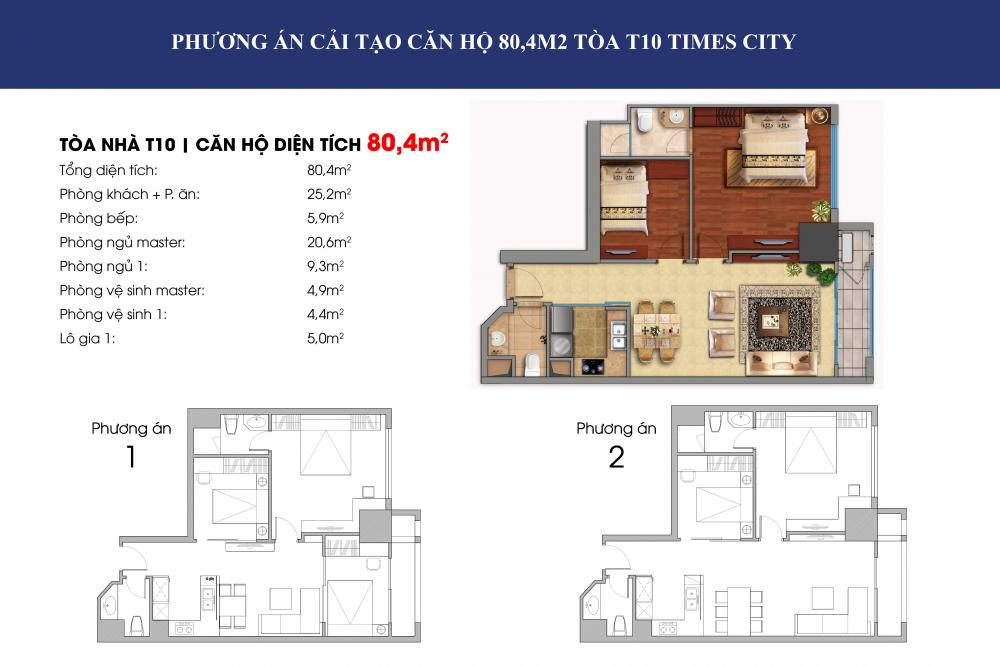 PHƯƠNG ÁN CẢI TẠO CĂN HỘ 80,4M2 TÒA T10 TIMES CITY
TÒA NHÀ T10 | CĂN HỘ DIỆN TÍCH 80,4m²
Tổng diện tích: 80,4m²
Phòng khách + P. ăn: 25,2m²
Phòng bếp: 5,9m²
Phòng ngủ master: 20,6m²
Phòng ngủ 1: 9,3m²
Phòng vệ sinh master: 4,9m²
Phòng vệ sinh 1: 4,4m²
Lô gia 1: 5,0m²
Phương án
1
Phương án
2